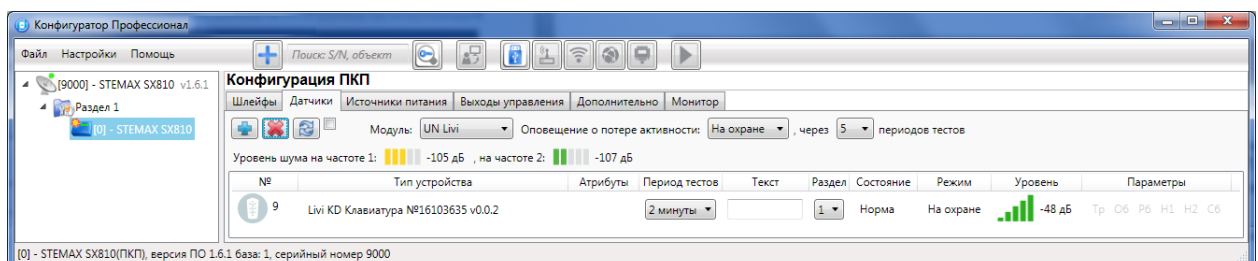 Конфигуратор Профессионал
Файл Настройки Помощь Поиск: S/N, объект
[9000] - STEMAX SX810 v1.6.1
Раздел 1
[0] - STEMAX SX810
Конфигурация ПКП
Шлейфы Датчики Источники питания Выходы управления Дополнительно Монитор
Модуль: UN Livi Оповещение о потере активности: На охране , через 5 периодов тестов
Уровень шума на частоте 1: -105 дБ , на частоте 2: -107 дБ
№ Тип устройства Атрибуты Период тестов Текст Раздел Состояние Режим Уровень Параметры
9 Livi KD Клавиатура №16103635 v0.0.2 2 минуты 1 Норма На охране -48 дБ Тр Об Рб Н1 Н2 Сб
[0] - STEMAX SX810(ПКП), версия ПО 1.6.1 база: 1, серийный номер 9000